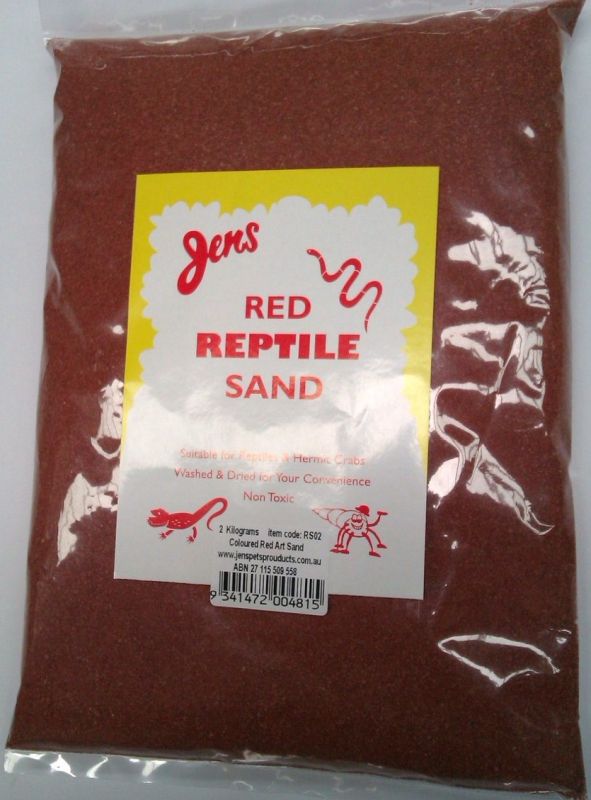 Jens
RED
REPTILE
SAND
Suitable for Reptiles & Hermit Crabs
Washed & Dried for Your Convenience
Non Toxic
2 Kilograms item code: RS02
Coloured Red Art Sand
www.jenspetsprouducts.com.au
ABN 27 115 509 558
9 341472 004815